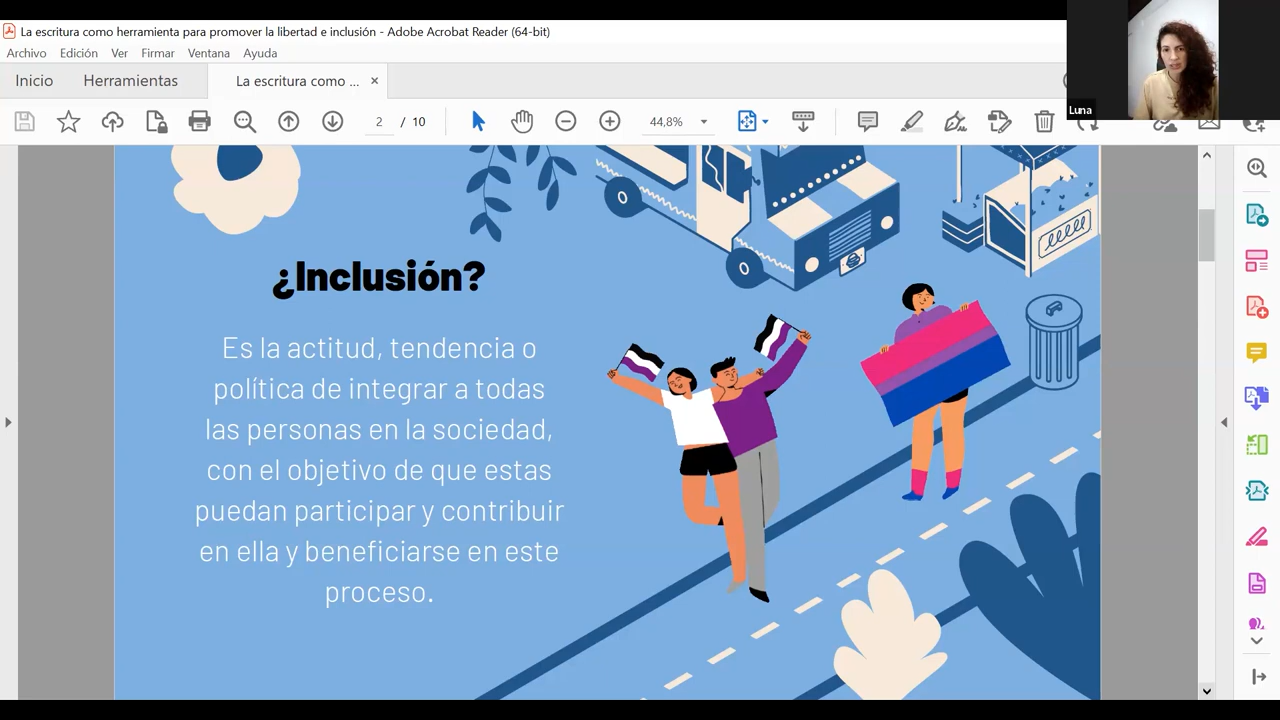 La escritura como herramienta para promover la libertad e inclusión - Adobe Acrobat Reader (64-bit)
Archivo Edición Ver Firmar Ventana Ayuda
Inicio Herramientas La escritura como ... ×
Luna
2 / 10 44,8%
¿Inclusión?
Es la actitud, tendencia o
política de integrar a todas
las personas en la sociedad,
con el objetivo de que estas
puedan participar y contribuir
en ella y beneficiarse en este
proceso.